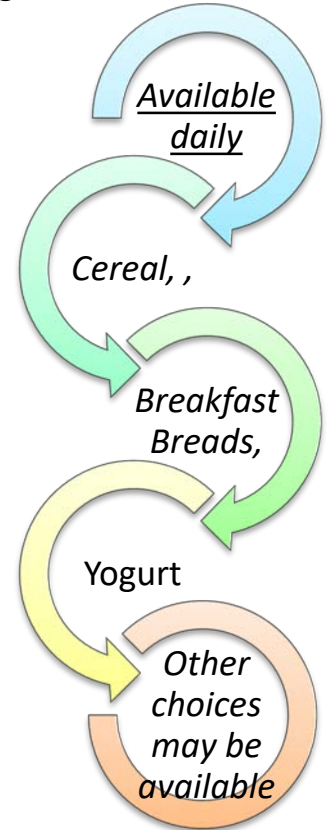 Available
daily
Cereal, ,
Breakfast
Breads,
Yogurt
Other
choices
may be
available